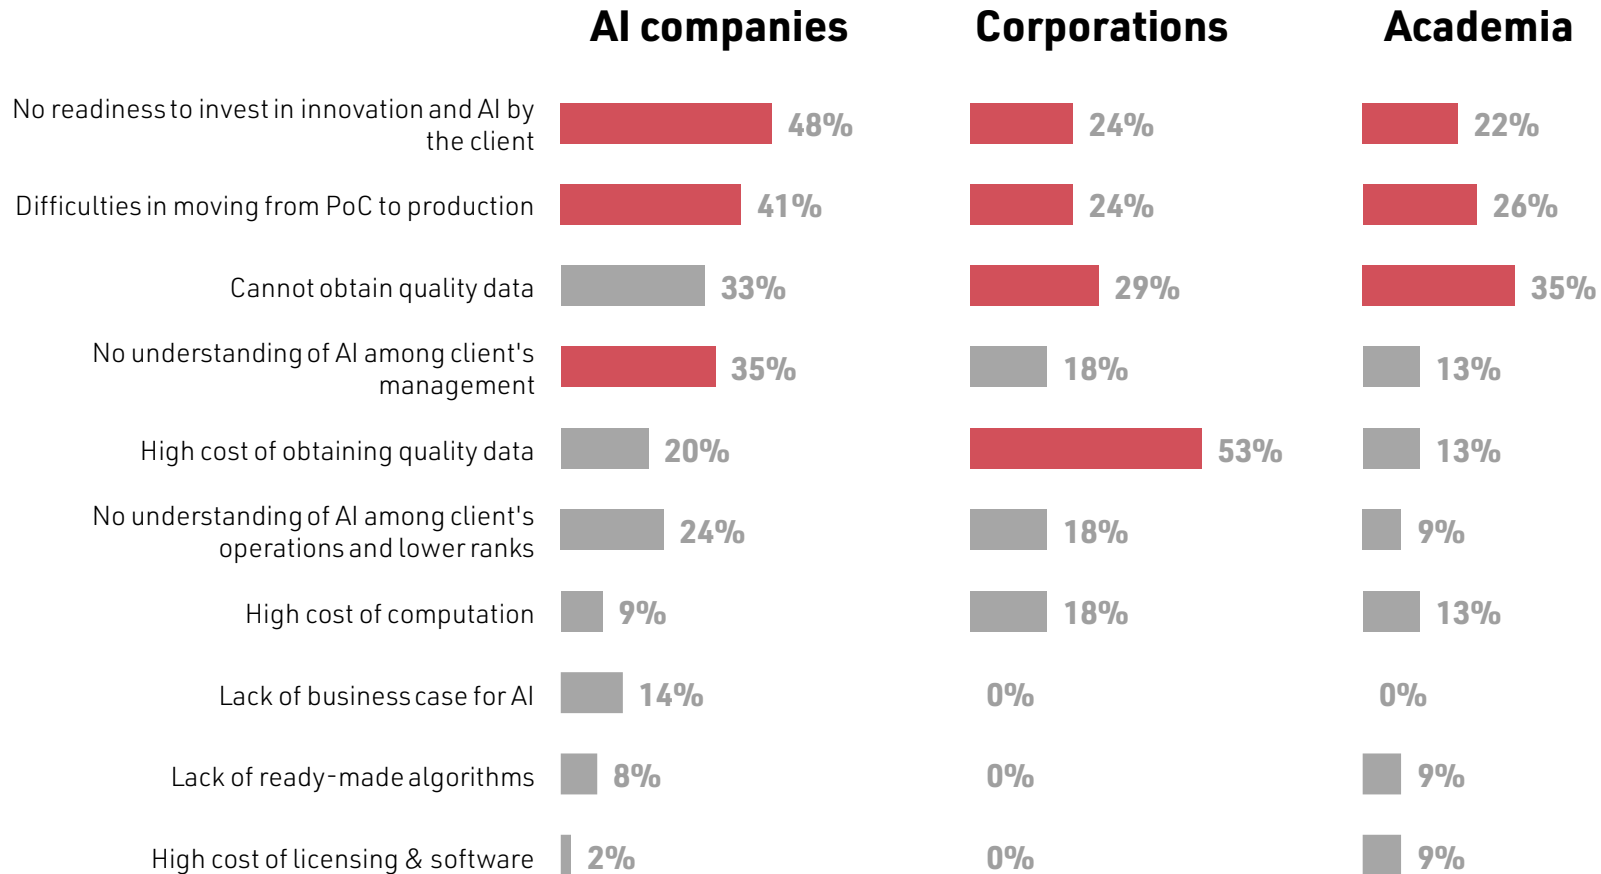 AI companies Corporations Academia
No readiness to invest in innovation and AI by
the client
48% 24% 22%
Difficulties in moving from PoC to production 41% 24% 26%
Cannot obtain quality data 33% 29% 35%
No understanding of AI among client's
management
35% 18% 13%
High cost of obtaining quality data 20% 53% 13%
No understanding of AI among client's
operations and lower ranks
24% 18% 9%
High cost of computation 9% 18% 13%
Lack of business case for AI 14% 0% 0%
Lack of ready-made algorithms 8% 0% 9%
High cost of licensing & software 2% 0% 9%